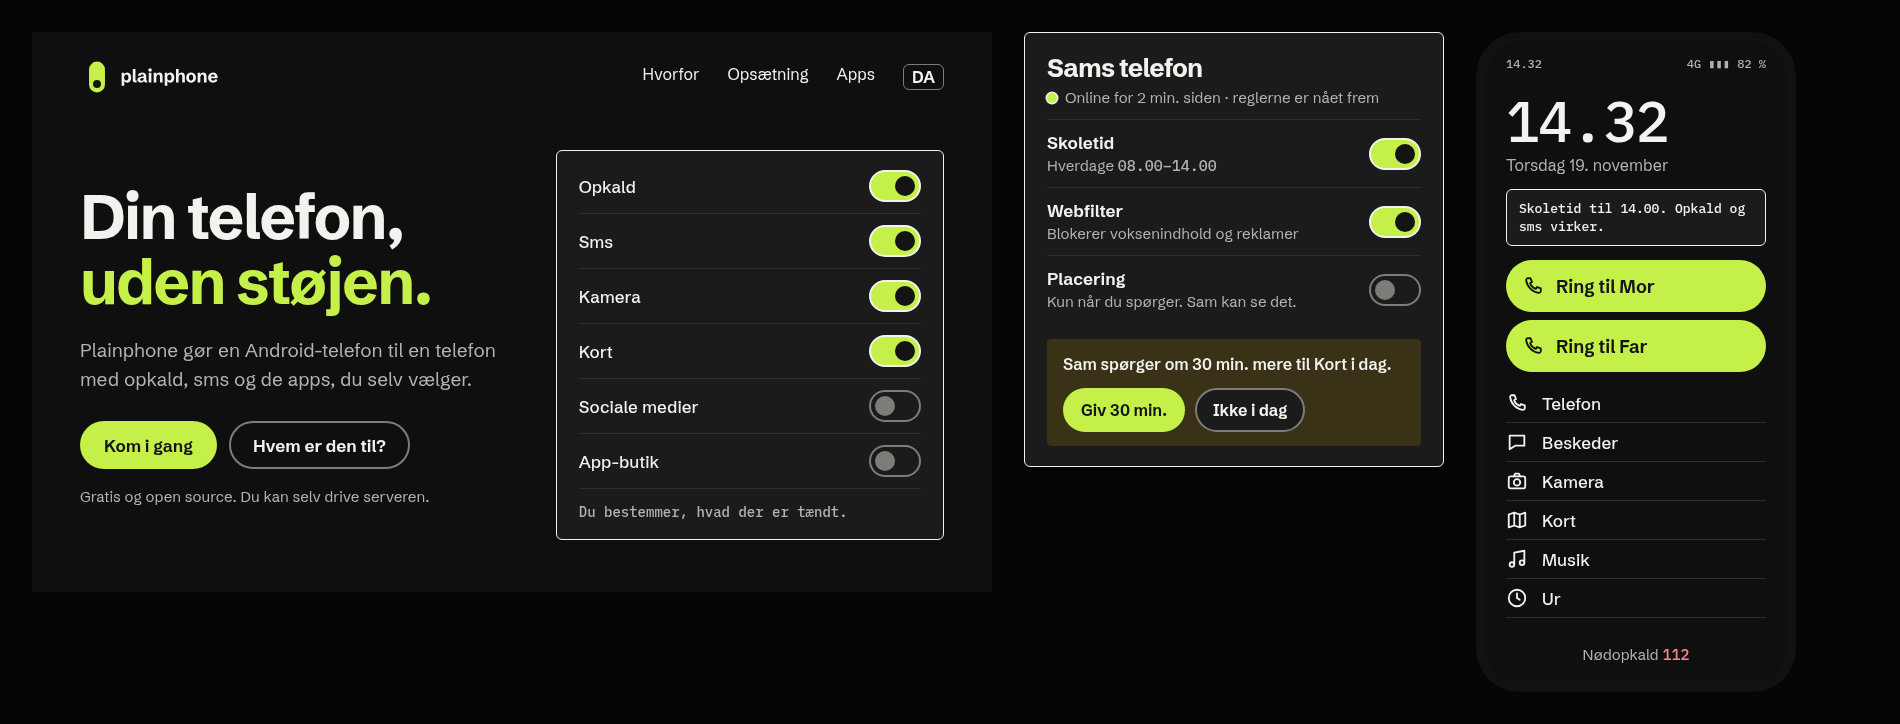 plainphone
Hvorfor
Opsætning
Apps
DA
Din telefon,
uden støjen.
Plainphone gør en Android-telefon til en telefon
med opkald, sms og de apps, du selv vælger.
Kom i gang
Hvem er den til?
Gratis og open source. Du kan selv drive serveren.
Opkald
Sms
Kamera
Kort
Sociale medier
App-butik
Du bestemmer, hvad der er tændt.
Sams telefon
Online for 2 min. siden · reglerne er nået frem
Skoletid
Hverdage 08.00–14.00
Webfilter
Blokerer voksenindhold og reklamer
Placering
Kun når du spørger. Sam kan se det.
Sam spørger om 30 min. mere til Kort i dag.
Giv 30 min.
Ikke i dag
14.32
4G 82 %
14.32
Torsdag 19. november
Skoletid til 14.00. Opkald og
sms virker.
Ring til Mor
Ring til Far
Telefon
Beskeder
Kamera
Kort
Musik
Ur
Nødopkald 112